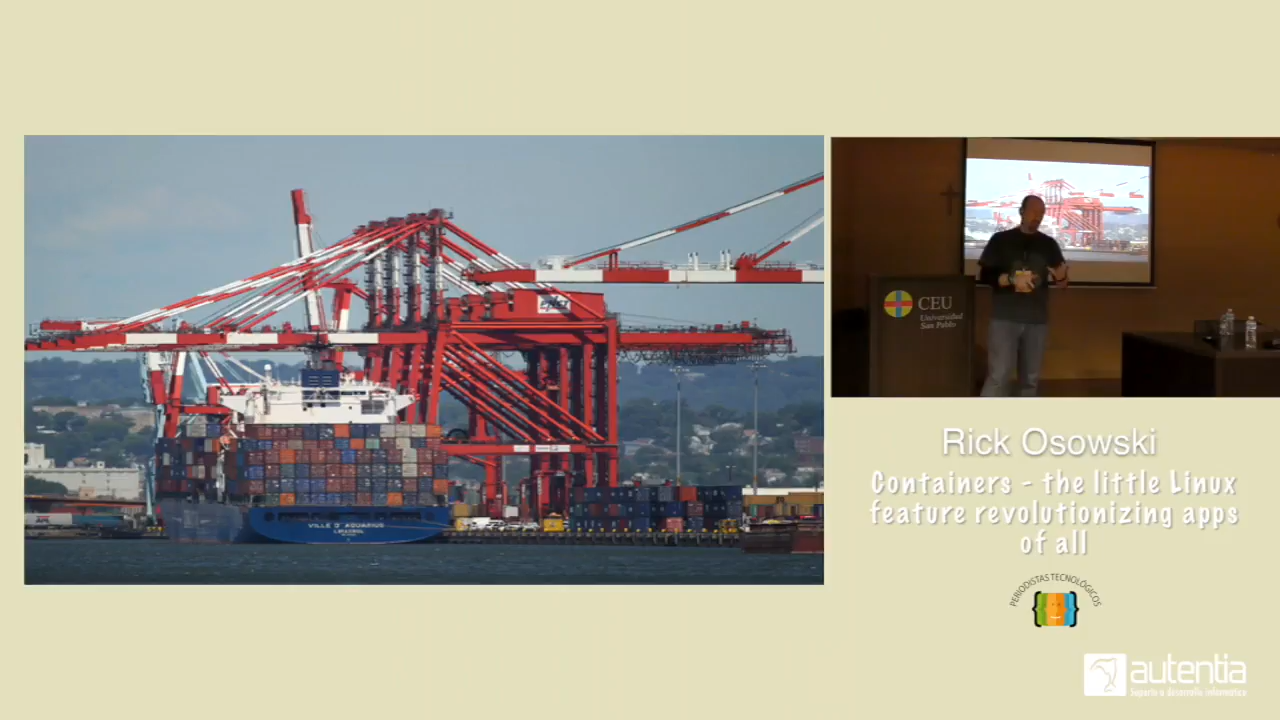 VILLE D'AQUARIUS
LIMASSOL
CEU
Universidad
San Pablo
Rick Osowski
Containers - the little Linux
feature revolutionizing apps
of all
PERIODISTAS TECNOLÓGICOS
autentia
Soporte a desarrollo informático